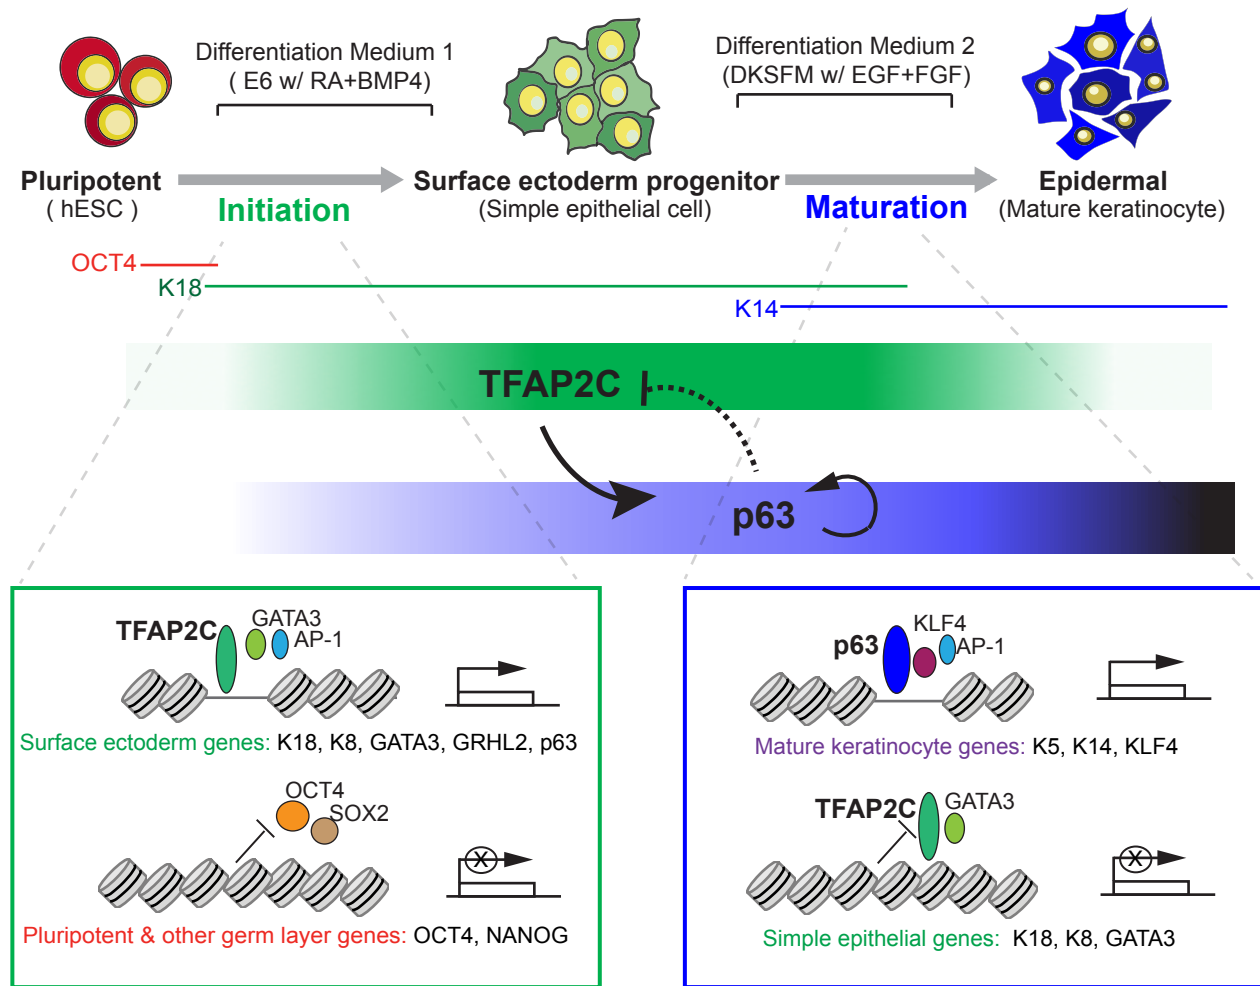 Differentiation Medium 1
( E6 w/ RA+BMP4)
Differentiation Medium 2
(DKSFM w/ EGF+FGF)
Pluripotent
( hESC )
Initiation
Surface ectoderm progenitor
(Simple epithelial cell)
Maturation
Epidermal
(Mature keratinocyte)
OCT4
K18
K14
TFAP2C
p63
TFAP2C
GATA3
AP-1
Surface ectoderm genes: K18, K8, GATA3, GRHL2, p63
OCT4
SOX2
X
Pluripotent & other germ layer genes: OCT4, NANOG
p63
KLF4
AP-1
Mature keratinocyte genes: K5, K14, KLF4
TFAP2C
GATA3
X
Simple epithelial genes: K18, K8, GATA3